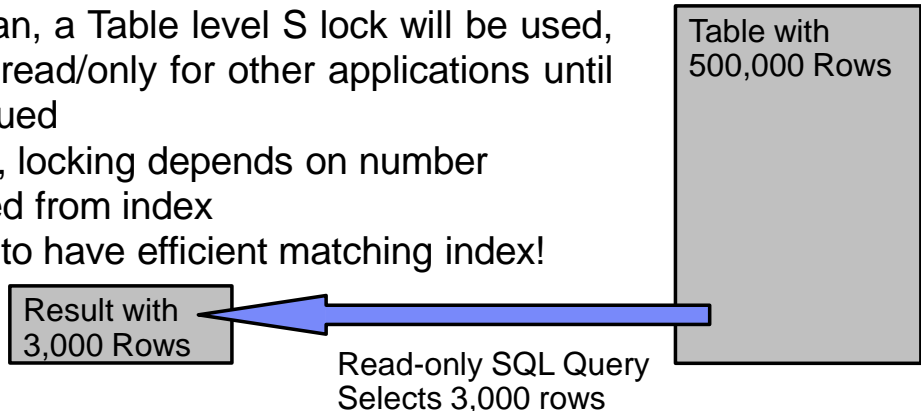 an, a Table level S lock will be used,
read/only for other applications until
ued
, locking depends on number
ed from index
to have efficient matching index!
Table with
500,000 Rows
Result with
3,000 Rows
Read-only SQL Query
Selects 3,000 rows